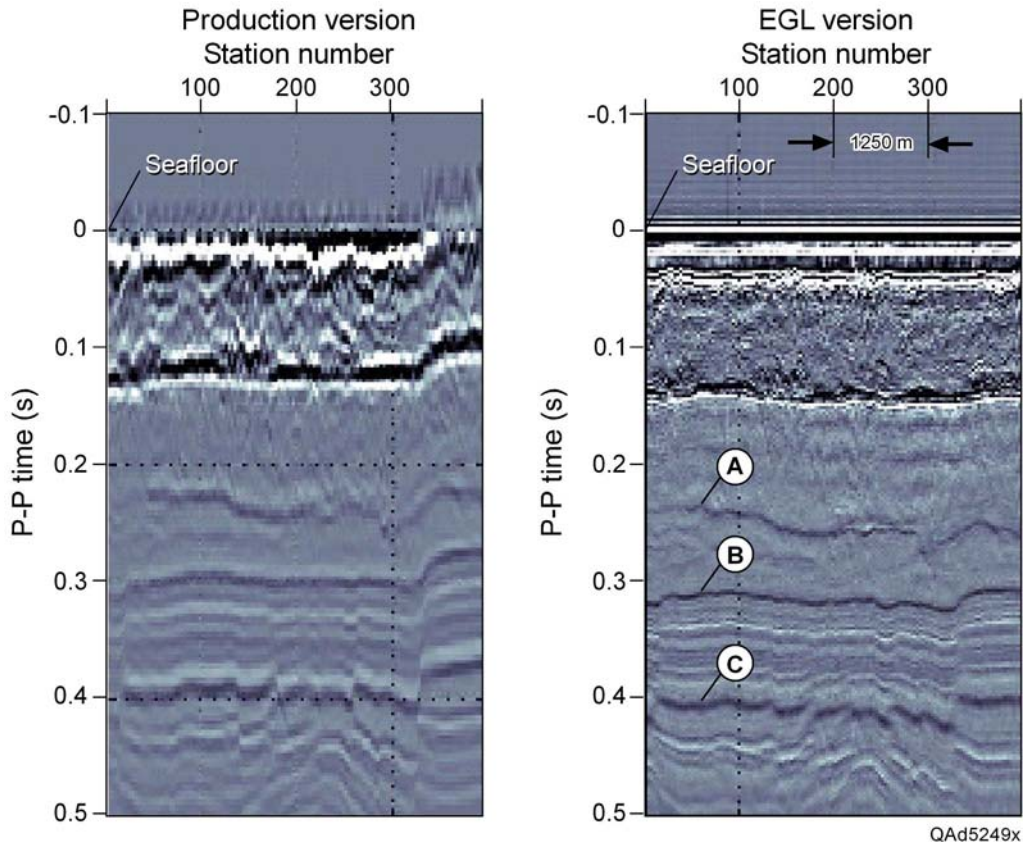 Production version
Station number
100 200 300
-0.1
Seafloor
0
0.1
0.2
0.3
0.4
0.5
P-P time (s)
EGL version
Station number
100 200 300
-0.1
1250 m
Seafloor
0
0.1
0.2
0.3
0.4
0.5
P-P time (s)
A
B
C
QAd5249x